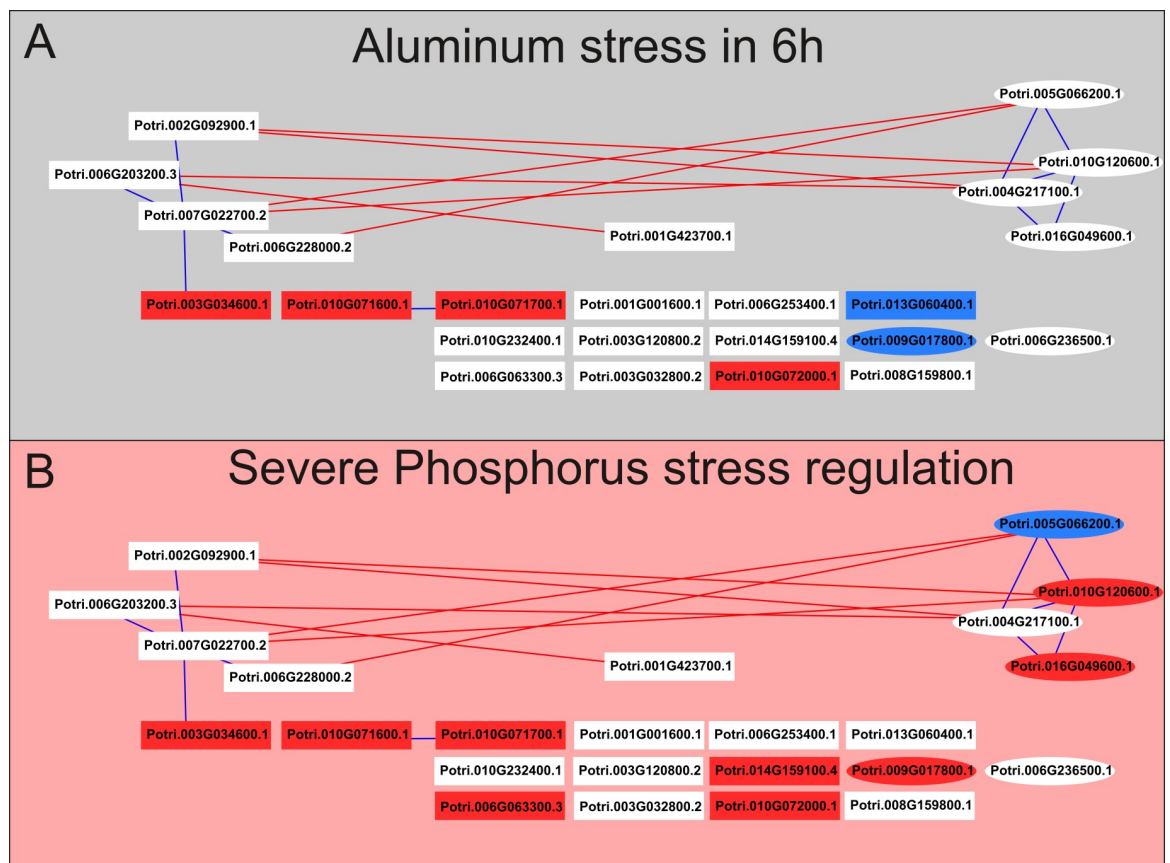 A
Aluminum stress in 6h
Potri.005G066200.1
Potri.002G092900.1
Potri.010G120600.1
Potri.006G203200.3
Potri.004G217100.1
Potri.007G022700.2
Potri.001G423700.1
Potri.016G049600.1
Potri.006G228000.2
Potri.003G034600.1 Potri.010G071600.1 Potri.010G071700.1 Potri.001G001600.1 Potri.006G253400.1 Potri.013G060400.1
Potri.010G232400.1 Potri.003G120800.2 Potri.014G159100.4 Potri.009G017800.1 Potri.006G236500.1
Potri.006G063300.3 Potri.003G032800.2 Potri.010G072000.1 Potri.008G159800.1
B
Severe Phosphorus stress regulation
Potri.005G066200.1
Potri.002G092900.1
Potri.010G120600.1
Potri.006G203200.3
Potri.004G217100.1
Potri.007G022700.2
Potri.001G423700.1
Potri.016G049600.1
Potri.006G228000.2
Potri.003G034600.1 Potri.010G071600.1 Potri.010G071700.1 Potri.001G001600.1 Potri.006G253400.1 Potri.013G060400.1
Potri.010G232400.1 Potri.003G120800.2 Potri.014G159100.4 Potri.009G017800.1 Potri.006G236500.1
Potri.006G063300.3 Potri.003G032800.2 Potri.010G072000.1 Potri.008G159800.1